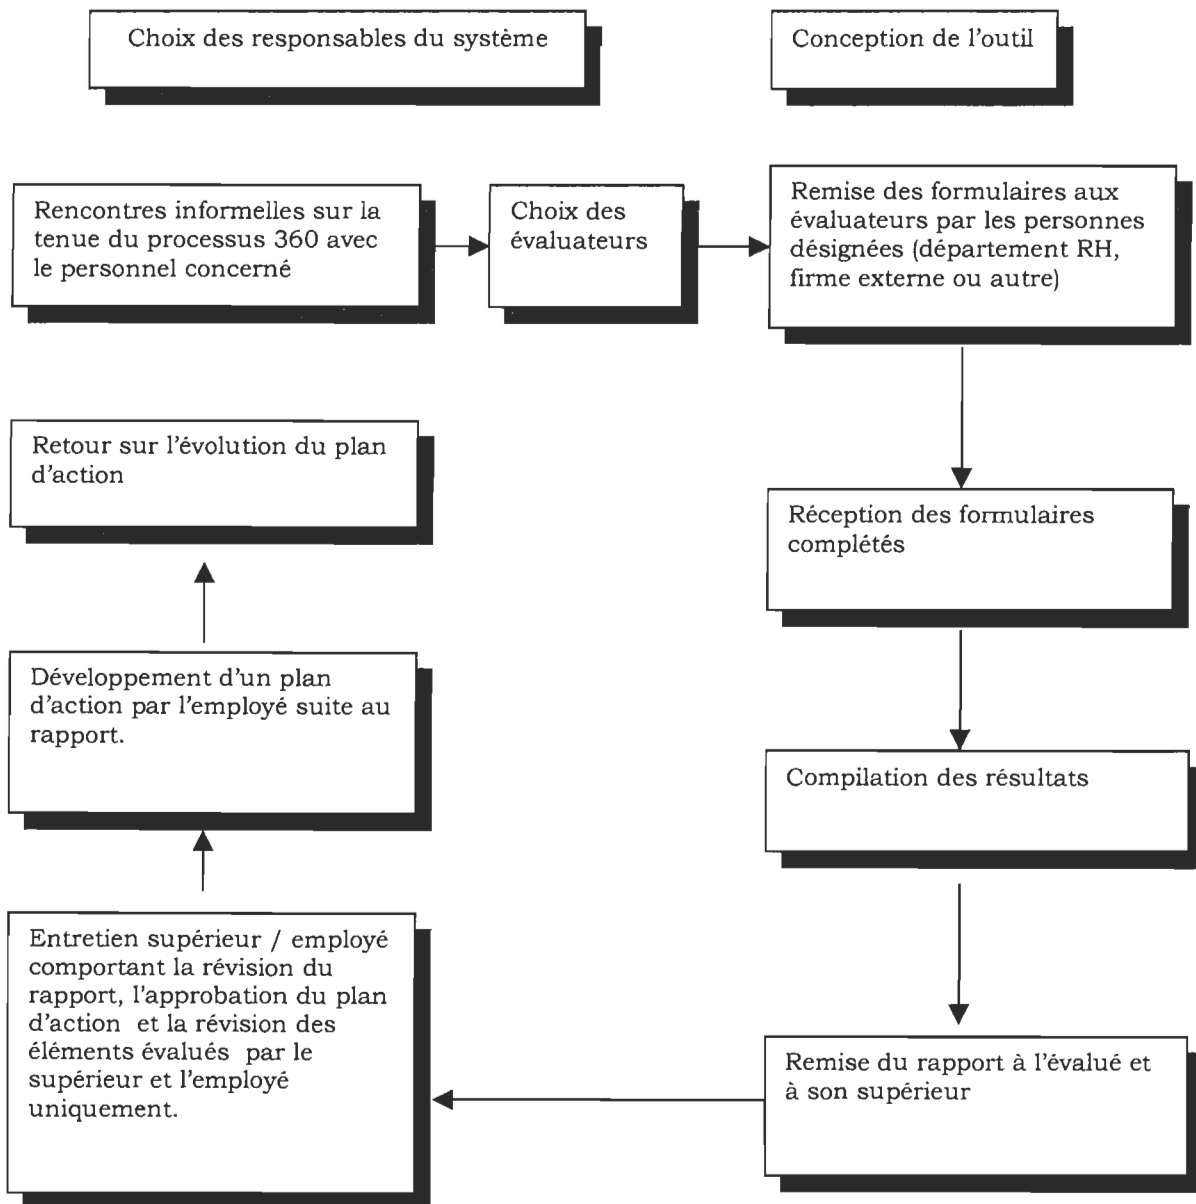 Choix des responsables du système
Conception de l'outil
Rencontres informelles sur la
tenue du processus 360 avec
le personnel concerné
Choix des
évaluateurs
Remise des formulaires aux
évaluateurs par les personnes
désignées (département RH,
firme externe ou autre)
Réception des formulaires
complétés
Compilation des résultats
Remise du rapport à l'évalué et
à son supérieur
Entretien supérieur / employé
comportant la révision du
rapport, l'approbation du plan
d'action et la révision des
éléments évalués par le
supérieur et l'employé
uniquement.
Développement d'un plan
d'action par l'employé suite au
rapport.
Retour sur l'évolution du plan
d'action